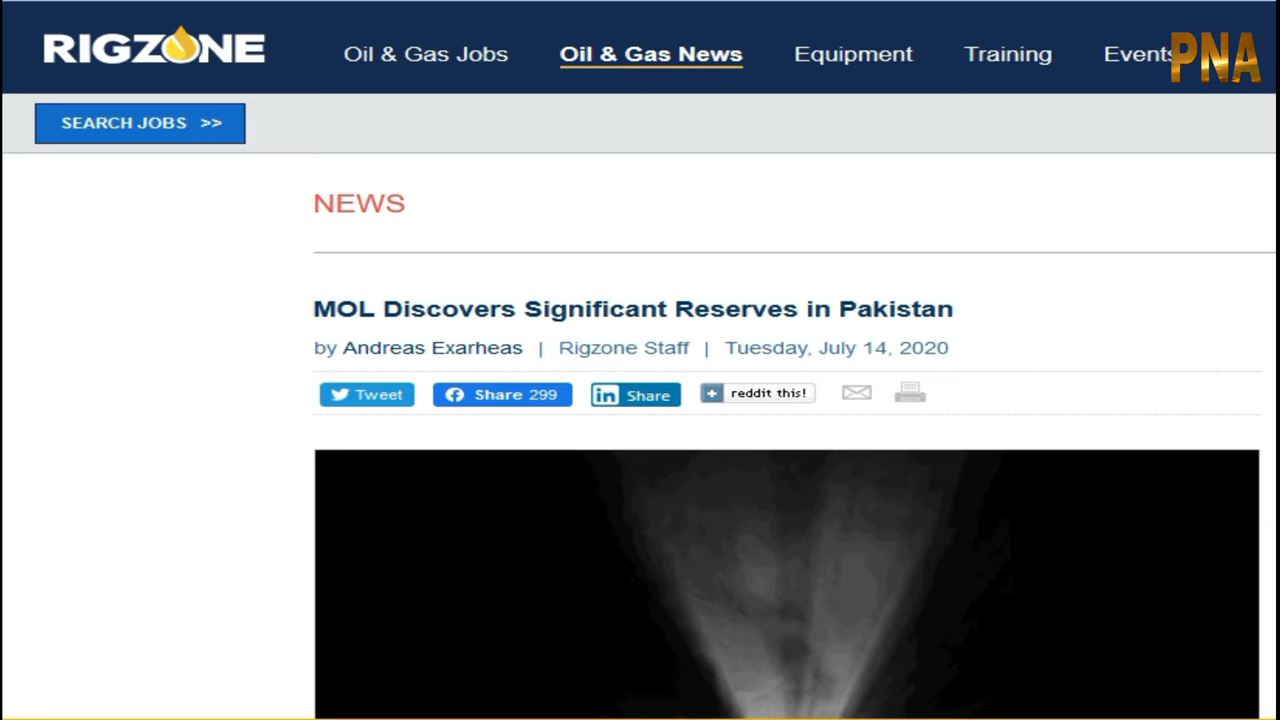 RIGZONE
Oil & Gas Jobs Oil & Gas News Equipment Training Events
PNA
SEARCH JOBS >>
NEWS
MOL Discovers Significant Reserves in Pakistan
by Andreas Exarheas | Rigzone Staff | Tuesday, July 14, 2020
Tweet Share 299 in Share reddit this!